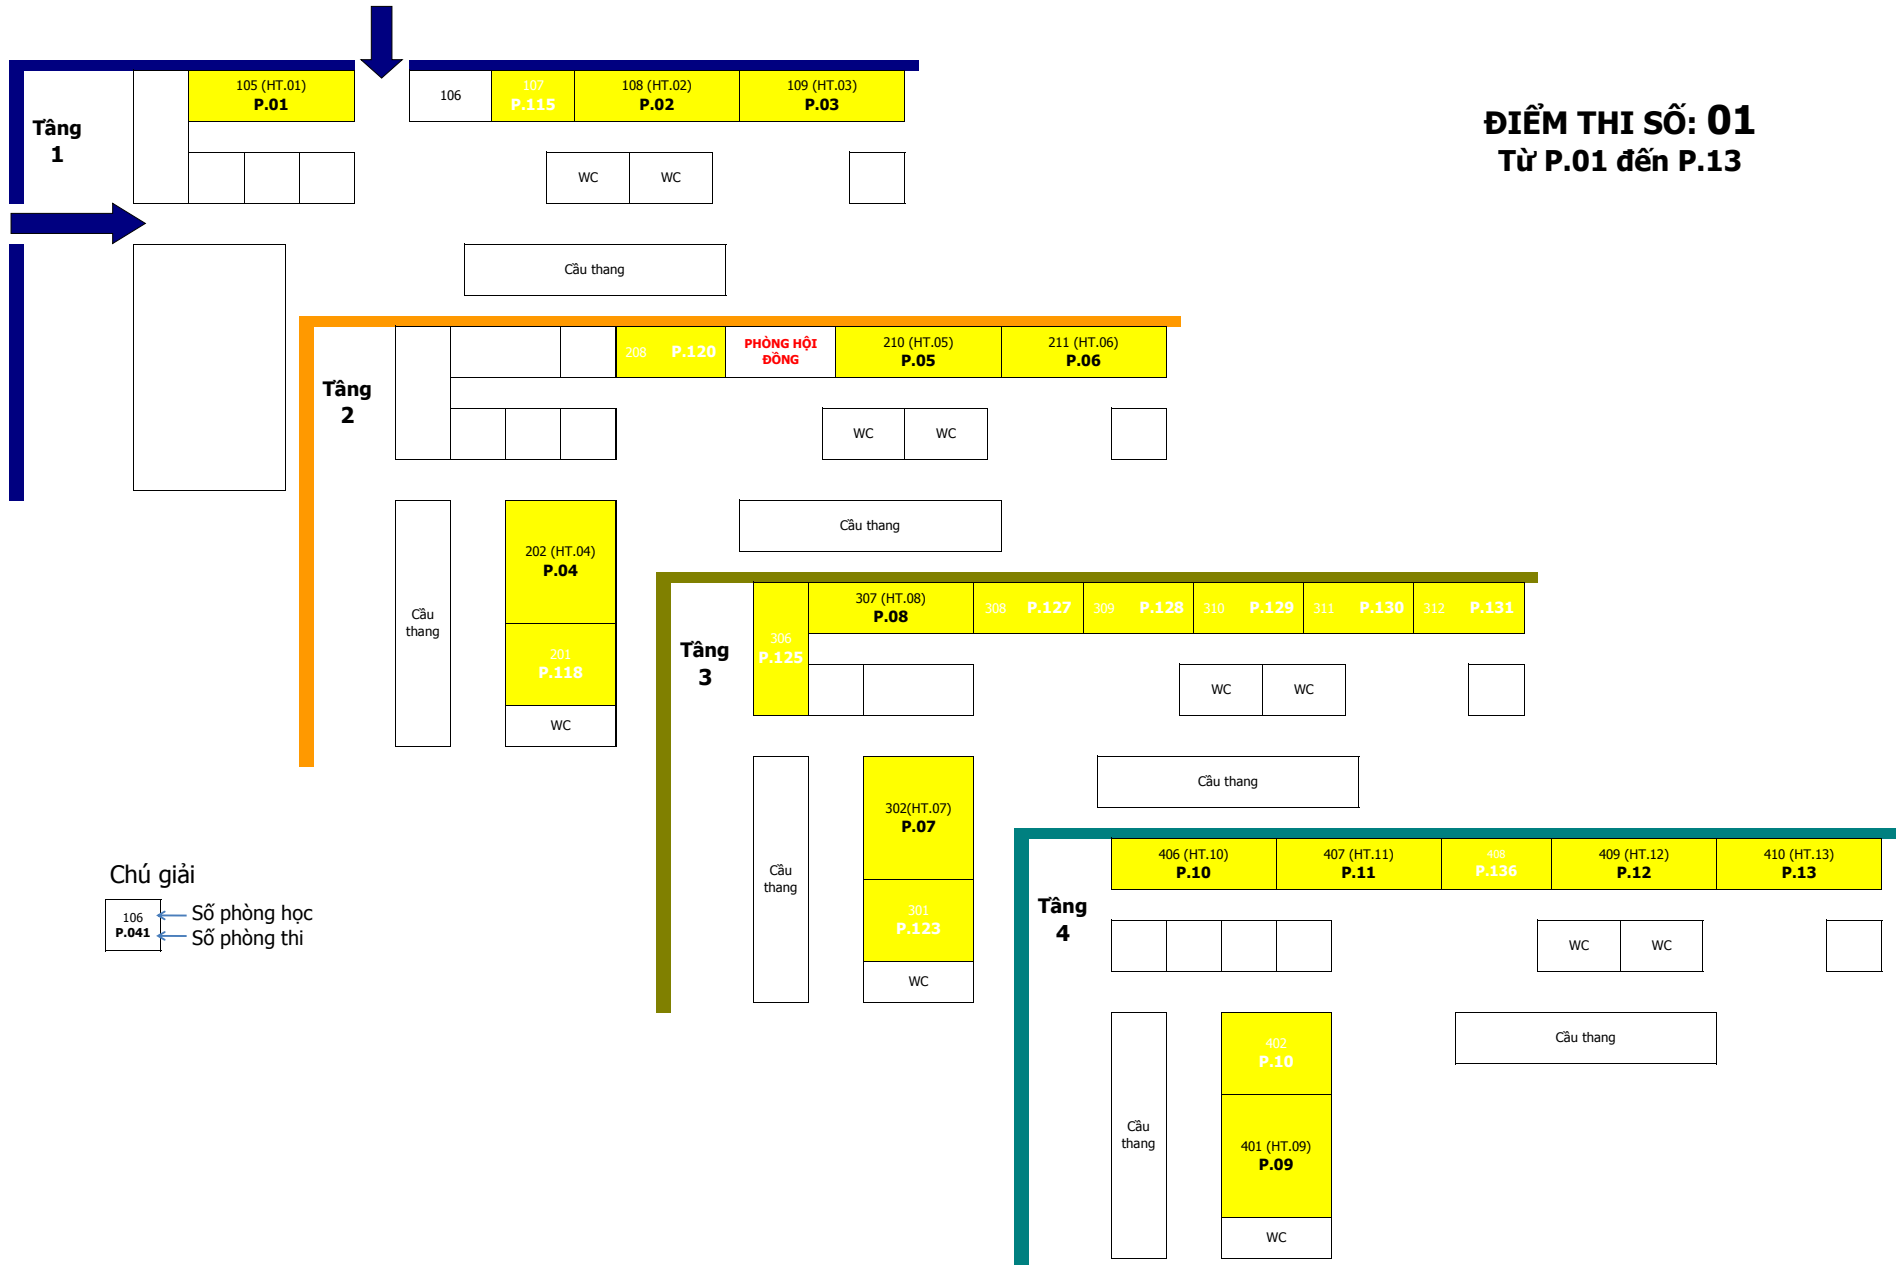 105 (HT.01)
P.01
106
107
P.115
108 (HT.02)
P.02
109 (HT.03)
P.03
Tầng
1
WC
WC
Cầu thang
ĐIỂM THI SỐ: 01
Từ P.01 đến P.13
208 P.120
PHÒNG HỘI
ĐỒNG
210 (HT.05)
P.05
211 (HT.06)
P.06
Tầng
2
WC
WC
Cầu thang
Cầu
thang
202 (HT.04)
P.04
201
P.118
WC
306
P.125
307 (HT.08)
P.08
308 P.127
309 P.128
310 P.129
311 P.130
312 P.131
Tầng
3
WC
WC
Cầu thang
Cầu
thang
302(HT.07)
P.07
301
P.123
WC
406 (HT.10)
P.10
407 (HT.11)
P.11
408
P.136
409 (HT.12)
P.12
410 (HT.13)
P.13
Tầng
4
WC
WC
Cầu thang
Cầu
thang
402
P.10
401 (HT.09)
P.09
WC
Chú giải
106
P.041
Số phòng học
Số phòng thi